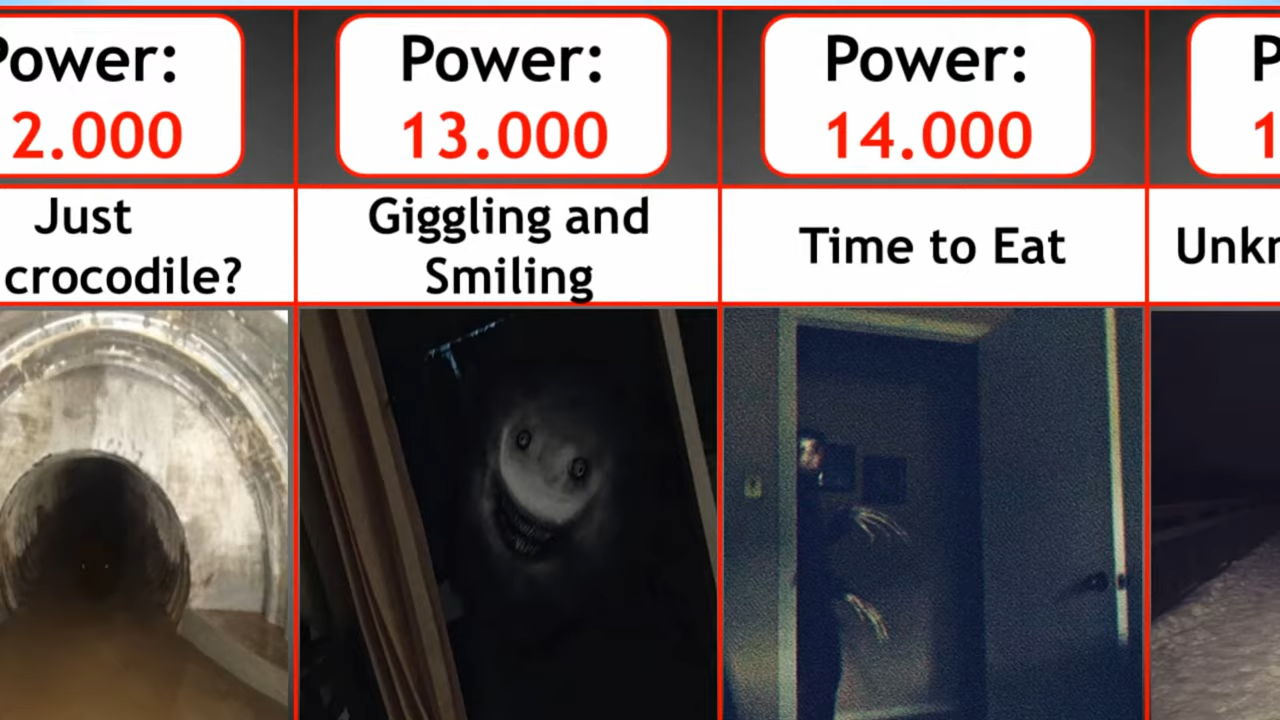 Power:
2.000
Just
crocodile?
Power:
13.000
Giggling and
Smiling
Power:
14.000
Time to Eat